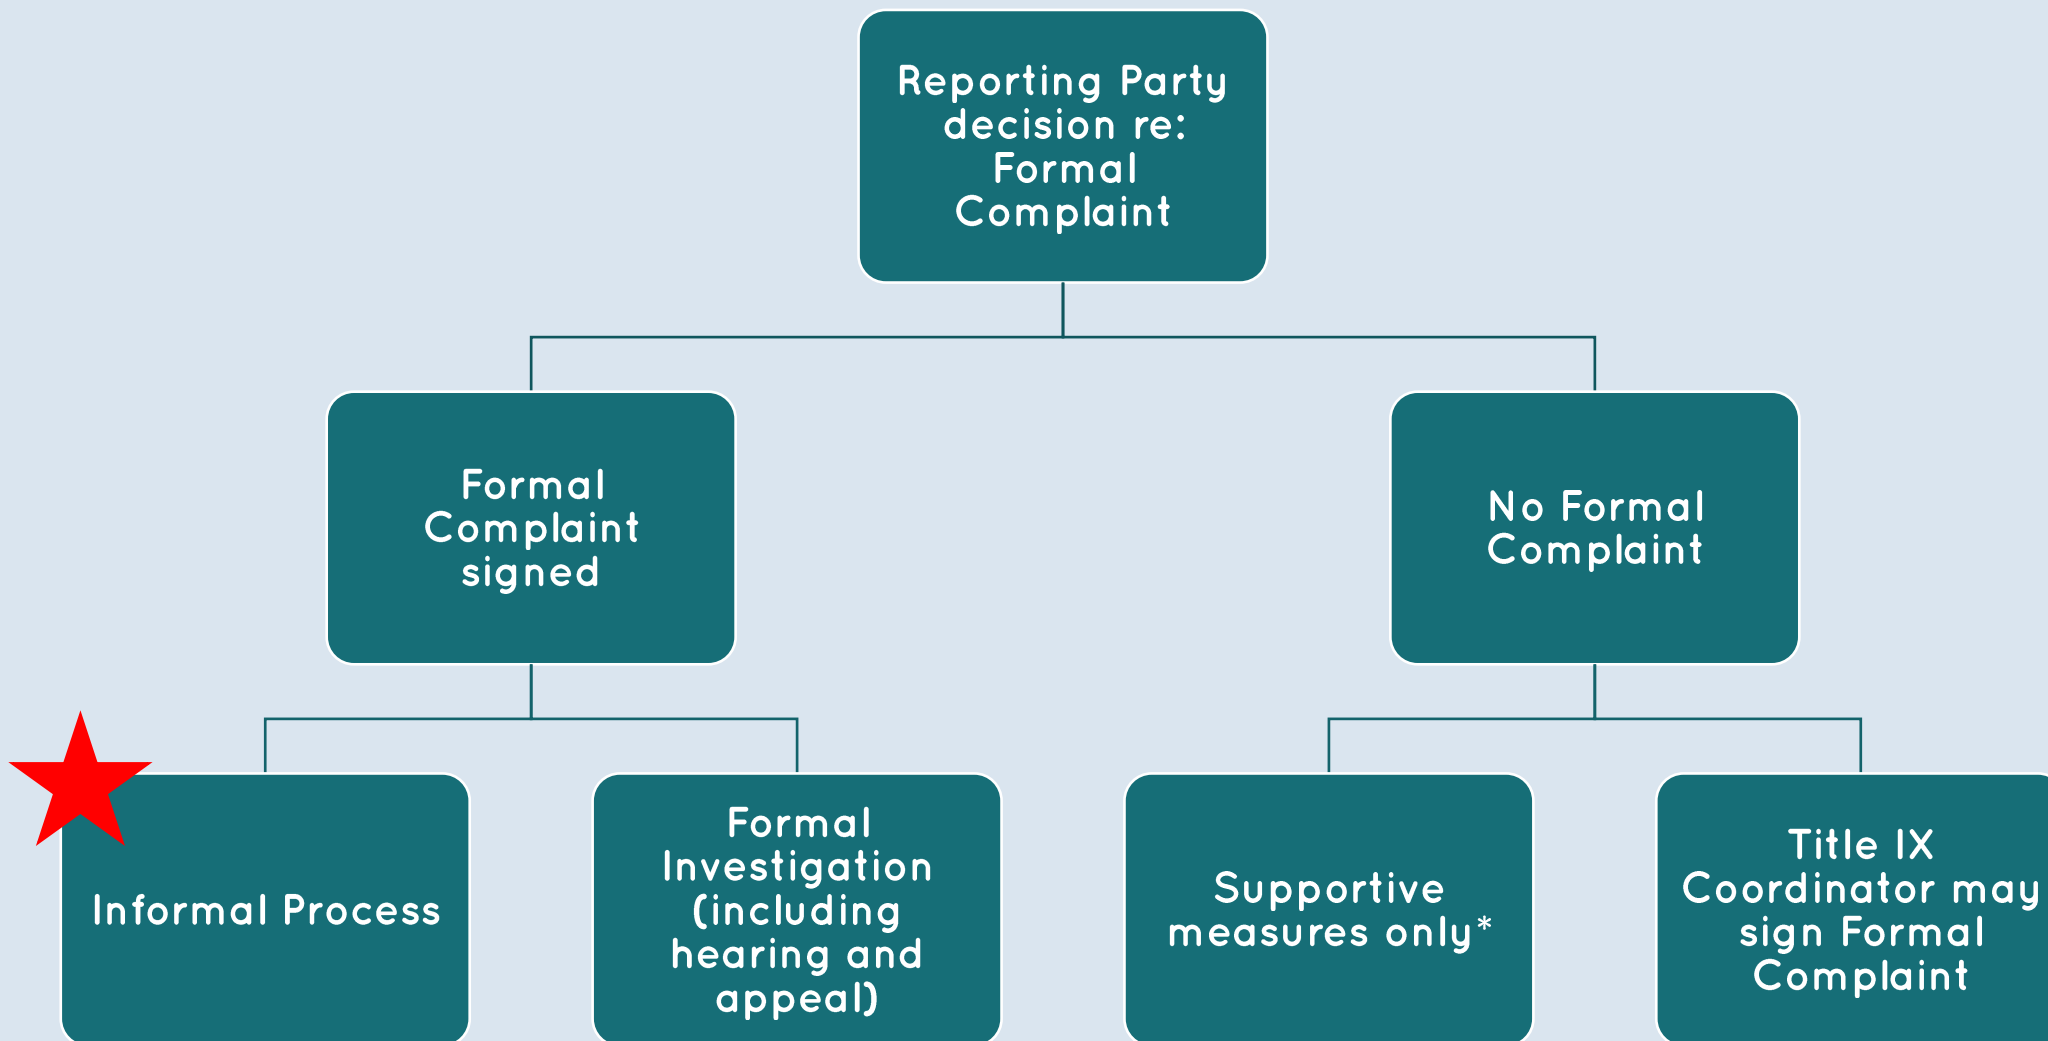 Reporting Party
decision re:
Formal
Complaint
Formal
Complaint
signed
No Formal
Complaint
Informal Process
Formal
Investigation
(including
hearing and
appeal)
Supportive
measures only*
Title IX
Coordinator may
sign Formal
Complaint